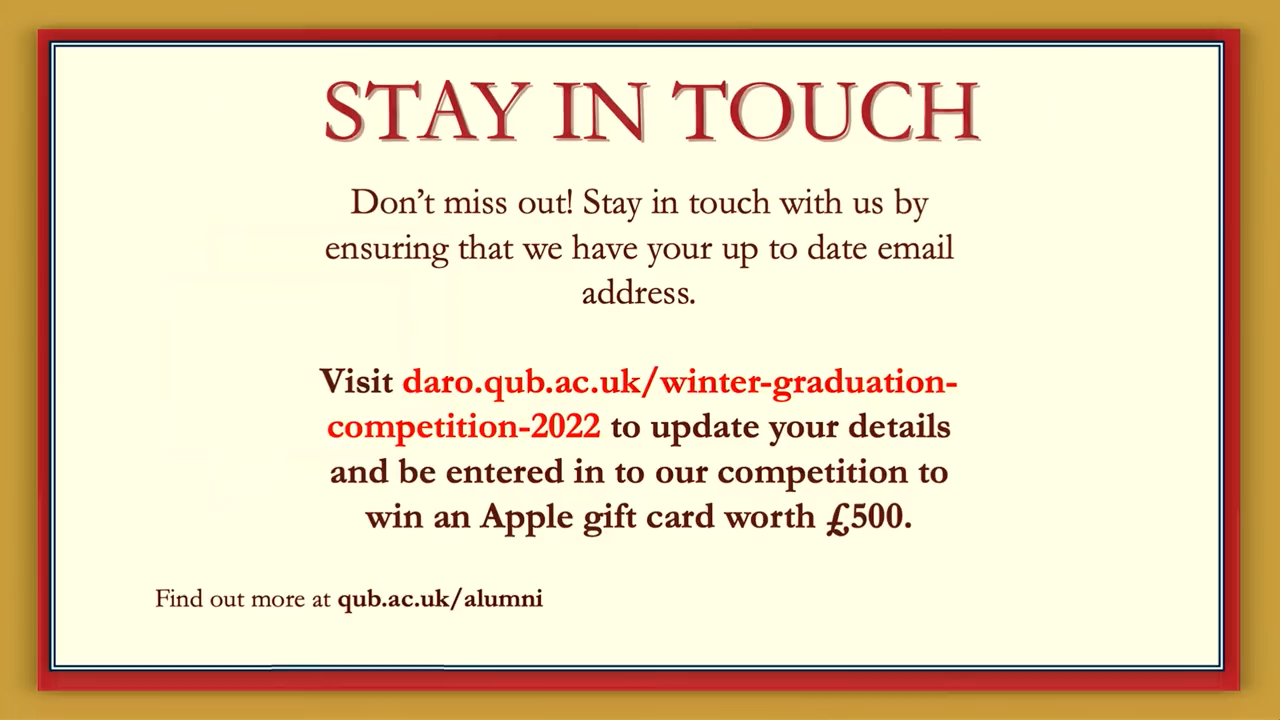 STAY IN TOUCH
Don’t miss out! Stay in touch with us by
ensuring that we have your up to date email
address.
Visit daro.qub.ac.uk/winter-graduation-
competition-2022 to update your details
and be entered in to our competition to
win an Apple gift card worth £500.
Find out more at qub.ac.uk/alumni